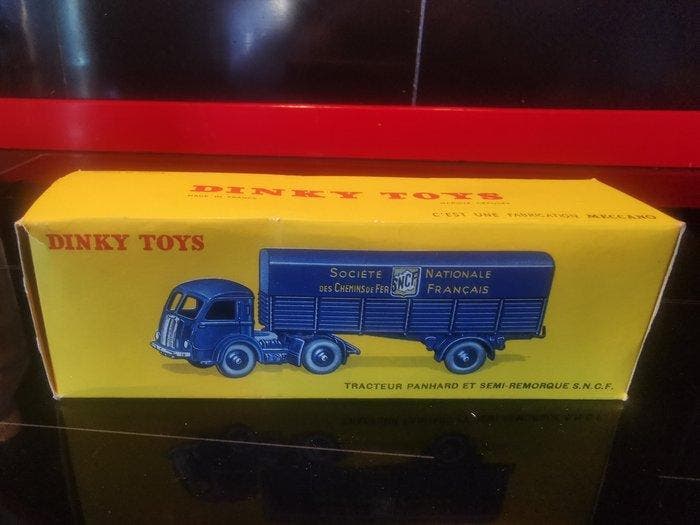 DINKY TOYS
MADE IN FRANCE
C'EST UNE FABRICATION MECCANO
DINKY TOYS
SOCIÉTÉ SNCF NATIONALE
DES CHEMINS DE FER FRANÇAIS
TRACTEUR PANHARD ET SEMI-REMORQUE S.N.C.F.